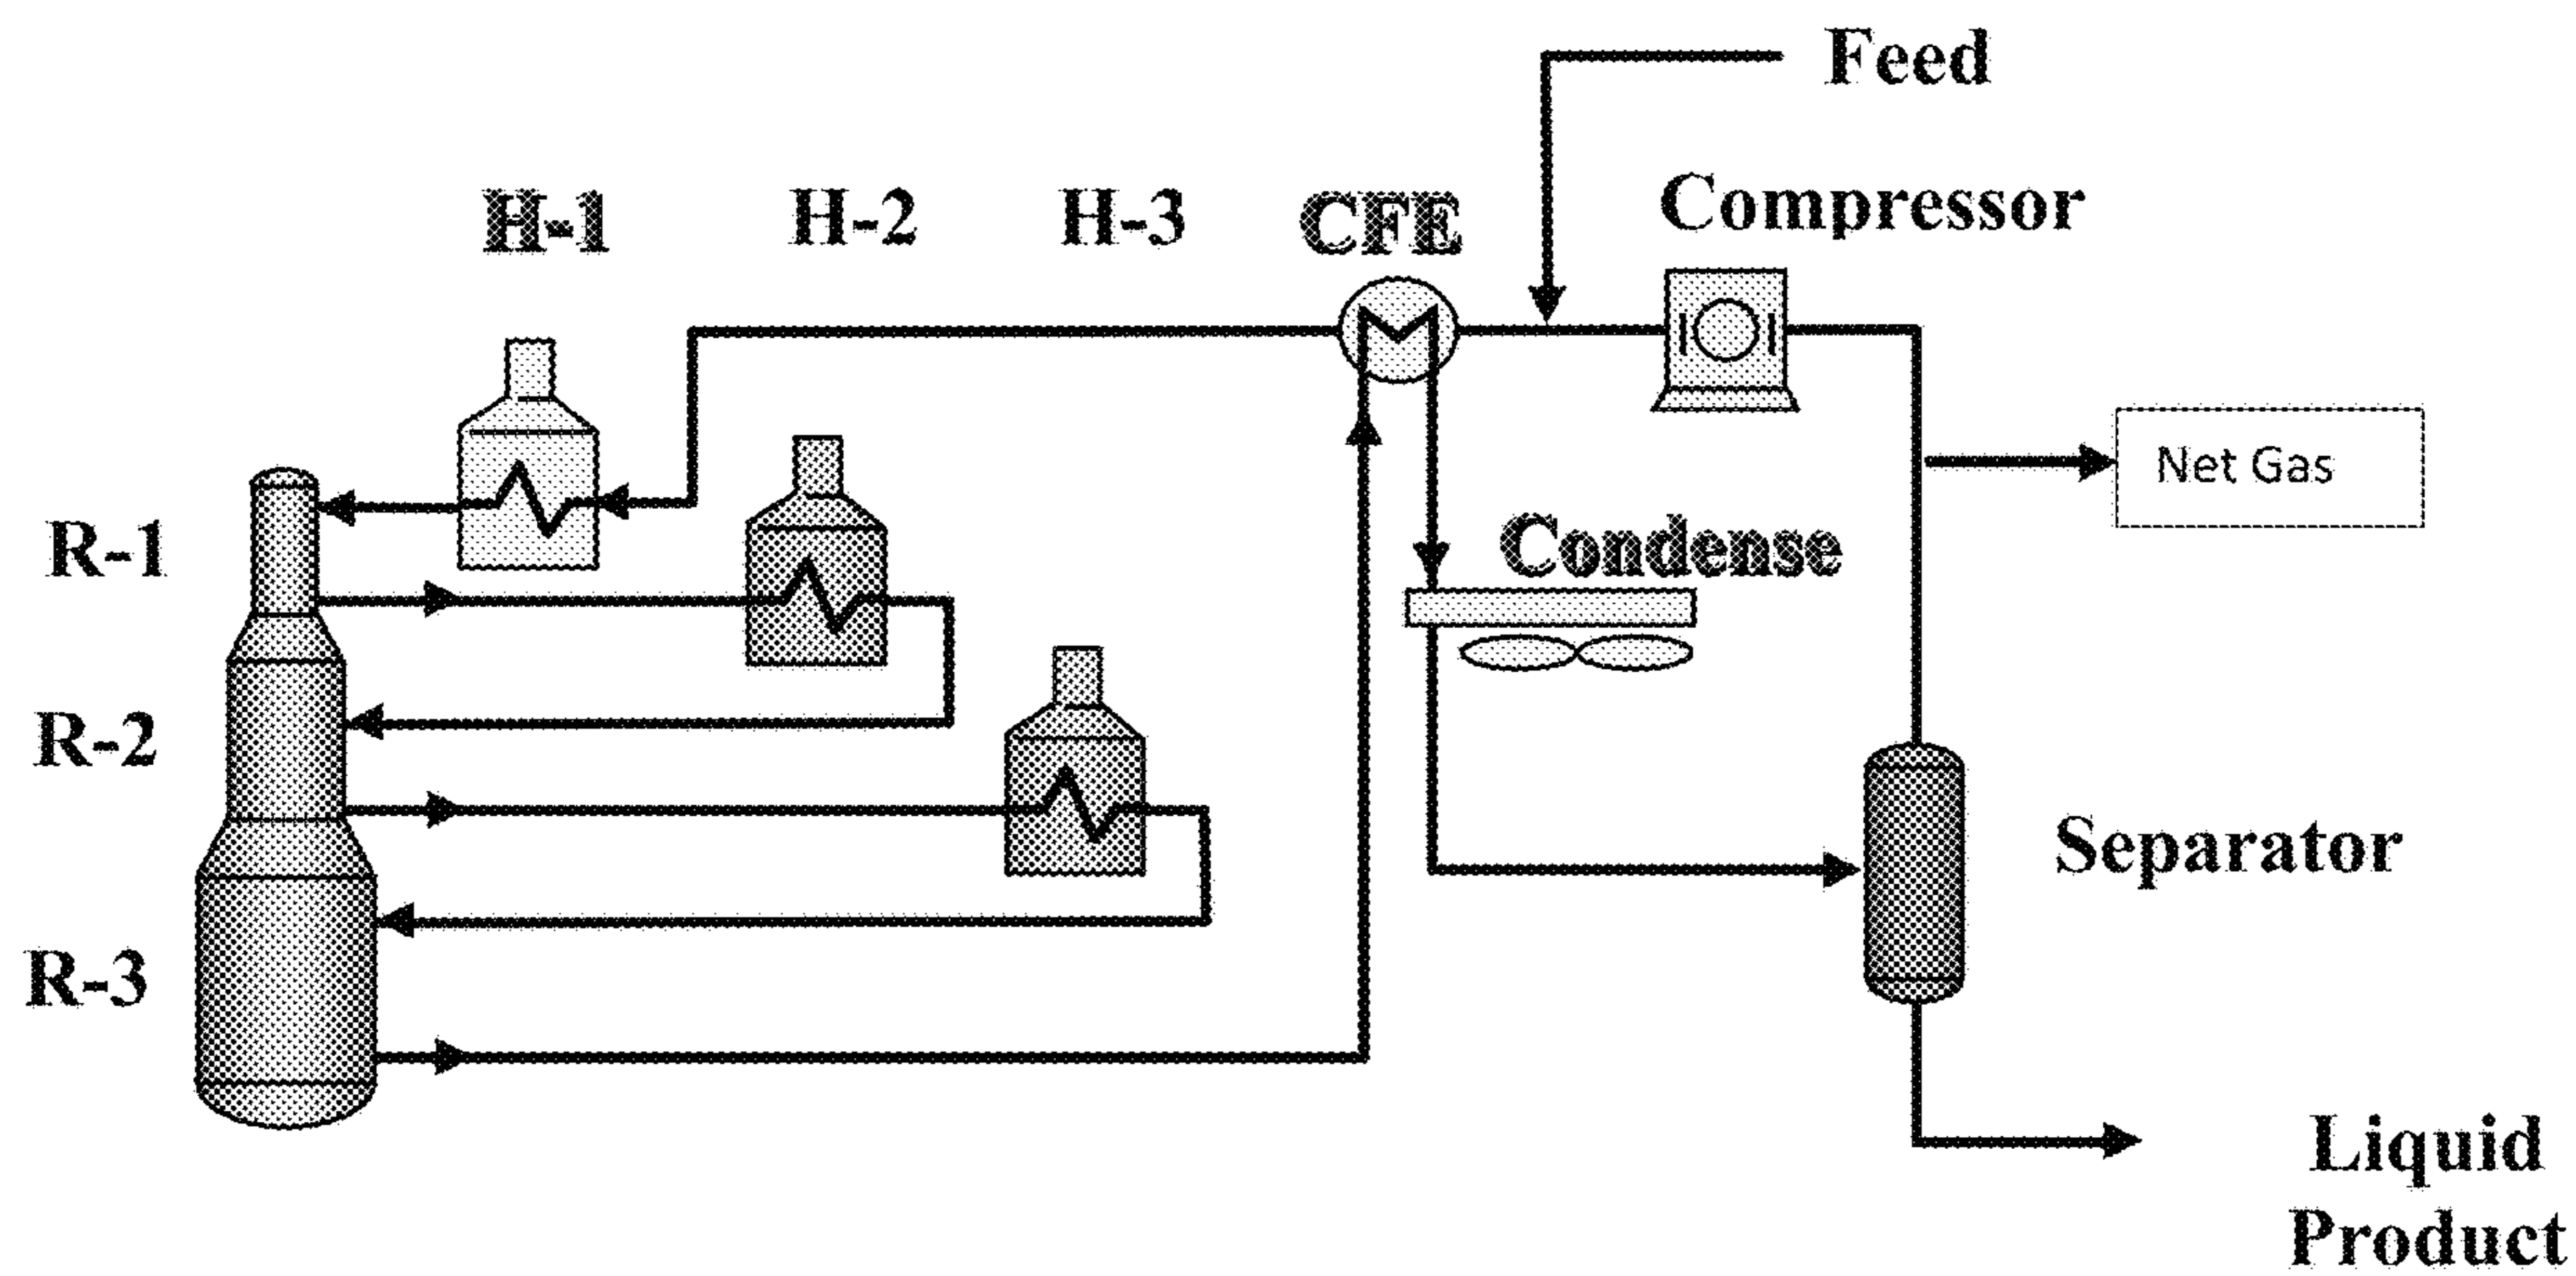 Feed
H-1
H-2
H-3
CFE
Compressor
Net Gas
R-1
Condense
R-2
Separator
R-3
Liquid
Product